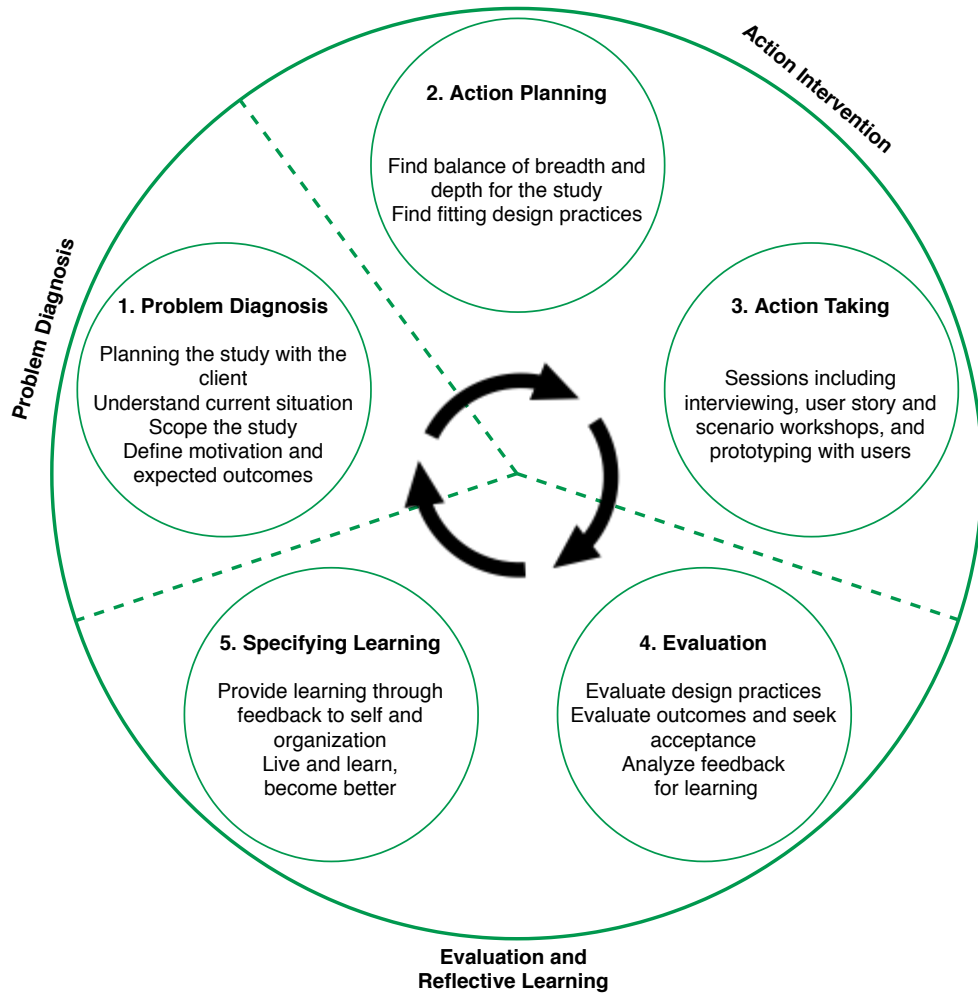 Action Intervention
2. Action Planning
Find balance of breadth and
depth for the study
Find fitting design practices
Problem Diagnosis
1. Problem Diagnosis
Planning the study with the
client
Understand current situation
Scope the study
Define motivation and
expected outcomes
3. Action Taking
Sessions including
interviewing, user story and
scenario workshops, and
prototyping with users
5. Specifying Learning
Provide learning through
feedback to self and
organization
Live and learn,
become better
4. Evaluation
Evaluate design practices
Evaluate outcomes and seek
acceptance
Analyze feedback
for learning
Evaluation and
Reflective Learning